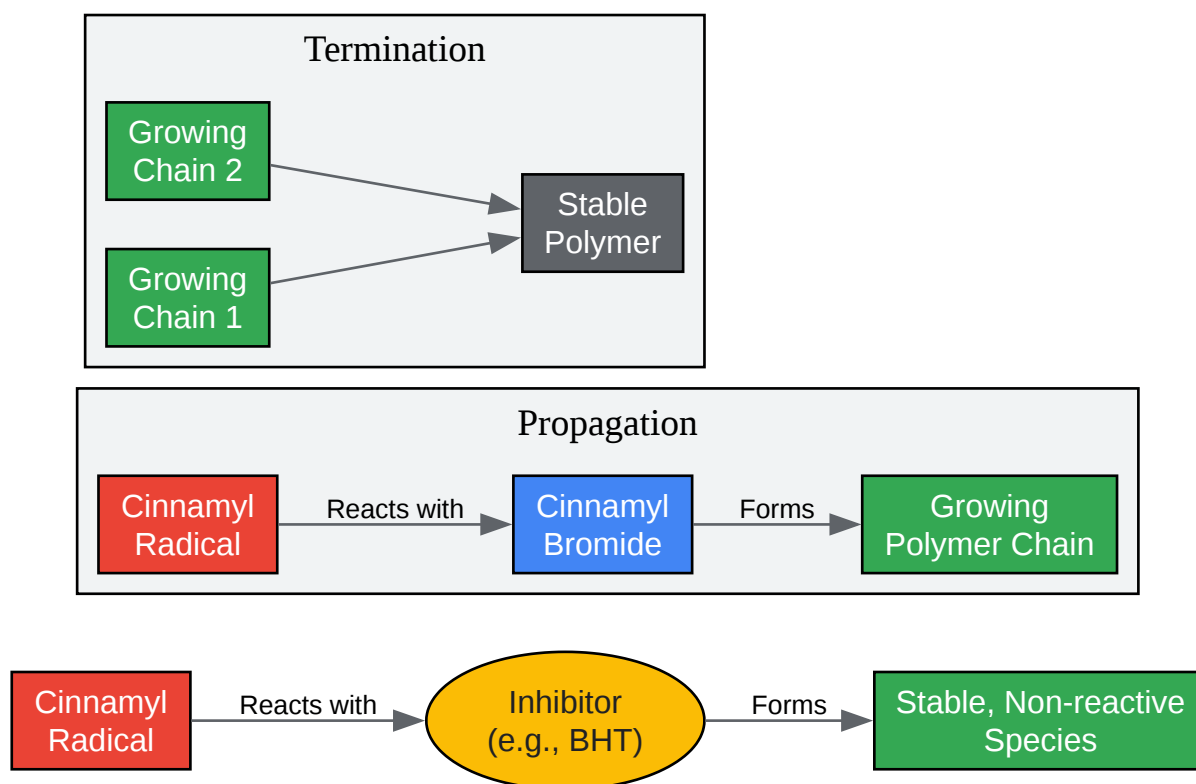 Termination
Growing
Chain 2
Stable
Polymer
Growing
Chain 1
Propagation
Cinnamyl
Radical
Reacts with
Cinnamyl
Bromide
Forms
Growing
Polymer Chain
Cinnamyl
Radical
Reacts with
Inhibitor
(e.g., BHT)
Forms
Stable, Non-reactive
Species